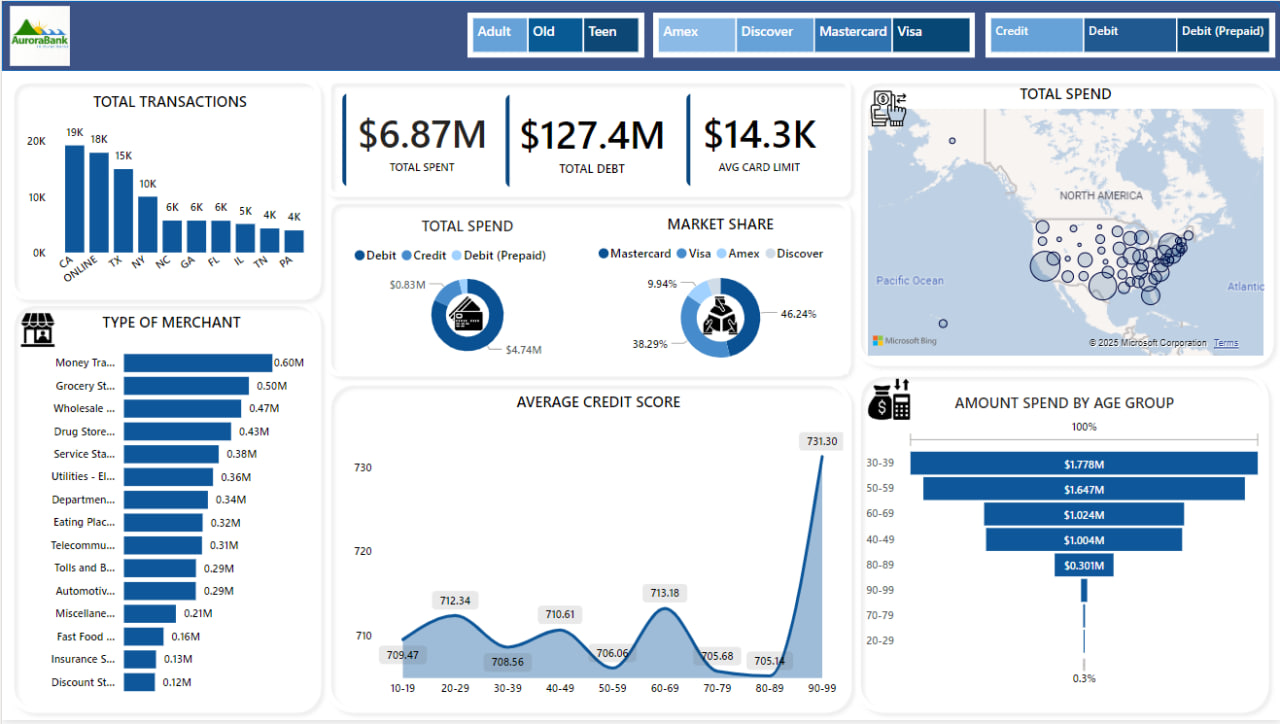 AuroraBank
Adult Old Teen
Amex Discover Mastercard Visa
Credit Debit Debit (Prepaid)
TOTAL TRANSACTIONS
20K
10K
0K
19K
18K
15K
10K
6K
6K
6K
5K
4K
4K
CA
ONLINE
TX
NY
NC
GA
FL
IL
TN
PA
$6.87M
TOTAL SPENT
$127.4M
TOTAL DEBT
$14.3K
AVG CARD LIMIT
TOTAL SPEND
NORTH AMERICA
Pacific Ocean
Atlantic
Microsoft Bing
© 2025 Microsoft Corporation Terms
TOTAL SPEND
Debit Credit Debit (Prepaid)
$0.83M
$4.74M
MARKET SHARE
Mastercard Visa Amex Discover
9.94%
46.24%
38.29%
TYPE OF MERCHANT
Money Tra... 0.60M
Grocery St... 0.50M
Wholesale ... 0.47M
Drug Store... 0.43M
Service Sta... 0.38M
Utilities - El... 0.36M
Departmen... 0.34M
Eating Plac... 0.32M
Telecommu... 0.31M
Tolls and B... 0.29M
Automotiv... 0.29M
Miscellane... 0.21M
Fast Food ... 0.16M
Insurance S... 0.13M
Discount St... 0.12M
AVERAGE CREDIT SCORE
730
720
710
709.47
712.34
708.56
710.61
706.06
713.18
705.68
705.14
731.30
10-19 20-29 30-39 40-49 50-59 60-69 70-79 80-89 90-99
AMOUNT SPEND BY AGE GROUP
100%
30-39 $1.778M
50-59 $1.647M
60-69 $1.024M
40-49 $1.004M
80-89 $0.301M
90-99
70-79
20-29
0.3%